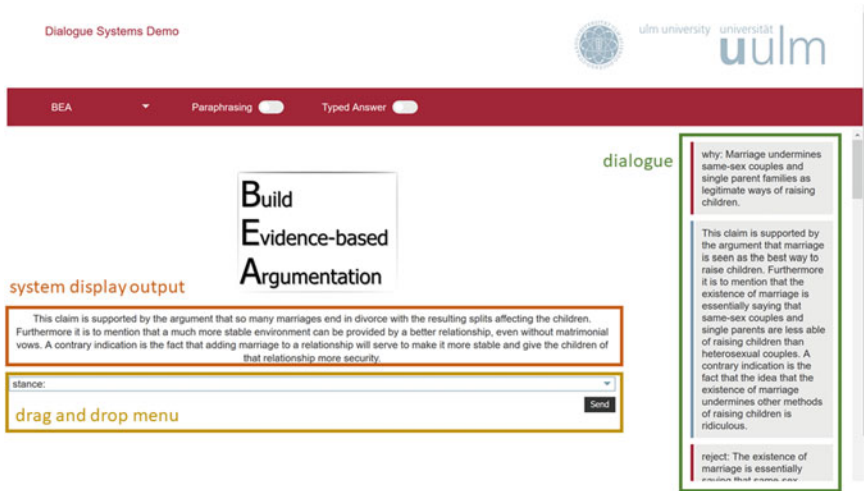 Dialogue Systems Demo
ulm university universität
uulm
BEA
Paraphrasing
Typed Answer
dialogue
Build
Evidence-based
Argumentation
system display output
This claim is supported by the argument that so many marriages end in divorce with the resulting splits affecting the children.
Furthermore it is to mention that a much more stable environment can be provided by a better relationship, even without matrimonial
vows. A contrary indication is the fact that adding marriage to a relationship will serve to make it more stable and give the children of
that relationship more security.
stance:
Send
drag and drop menu
why: Marriage undermines
same-sex couples and
single parent families as
legitimate ways of raising
children.
This claim is supported by
the argument that marriage
is seen as the best way to
raise children. Furthermore
it is to mention that the
existence of marriage is
essentially saying that
same-sex couples and
single parents are less able
of raising children than
heterosexual couples. A
contrary indication is the
fact that the idea that the
existence of marriage
undermines other methods
of raising children is
ridiculous.
reject: The existence of
marriage is essentially
saying that same-sex